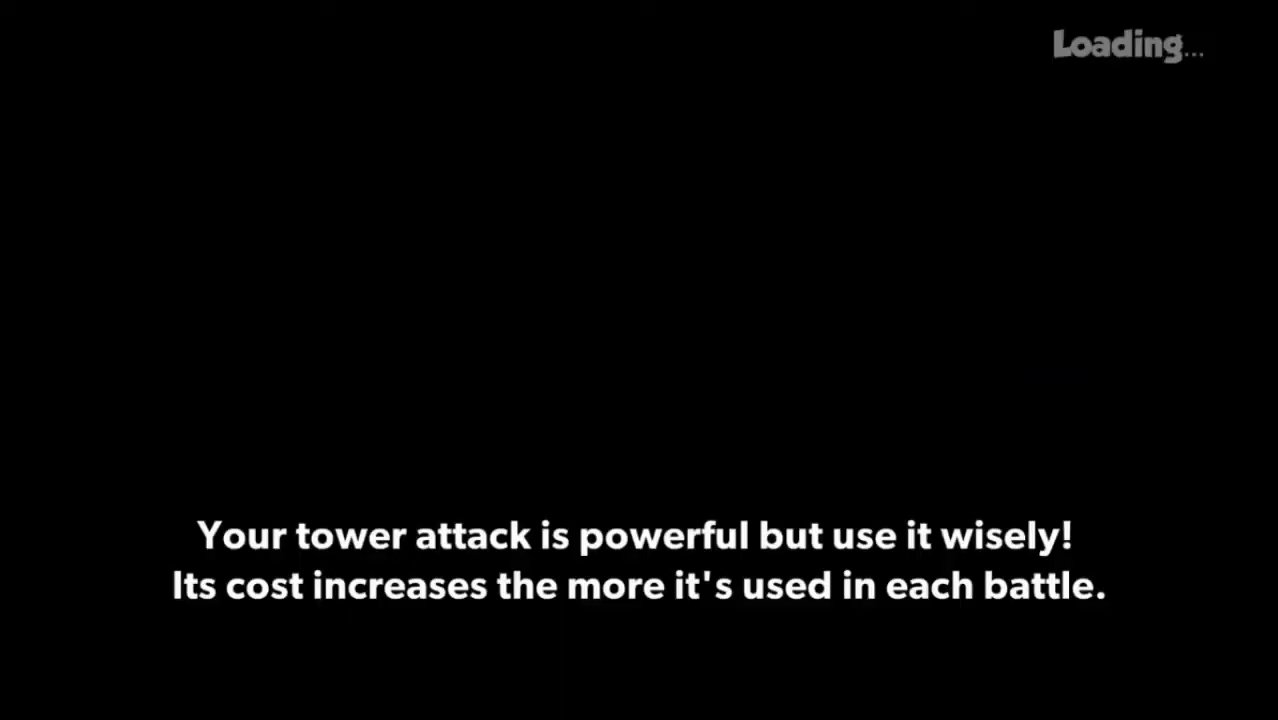 Loading...
Your tower attack is powerful but use it wisely!
Its cost increases the more it's used in each battle.